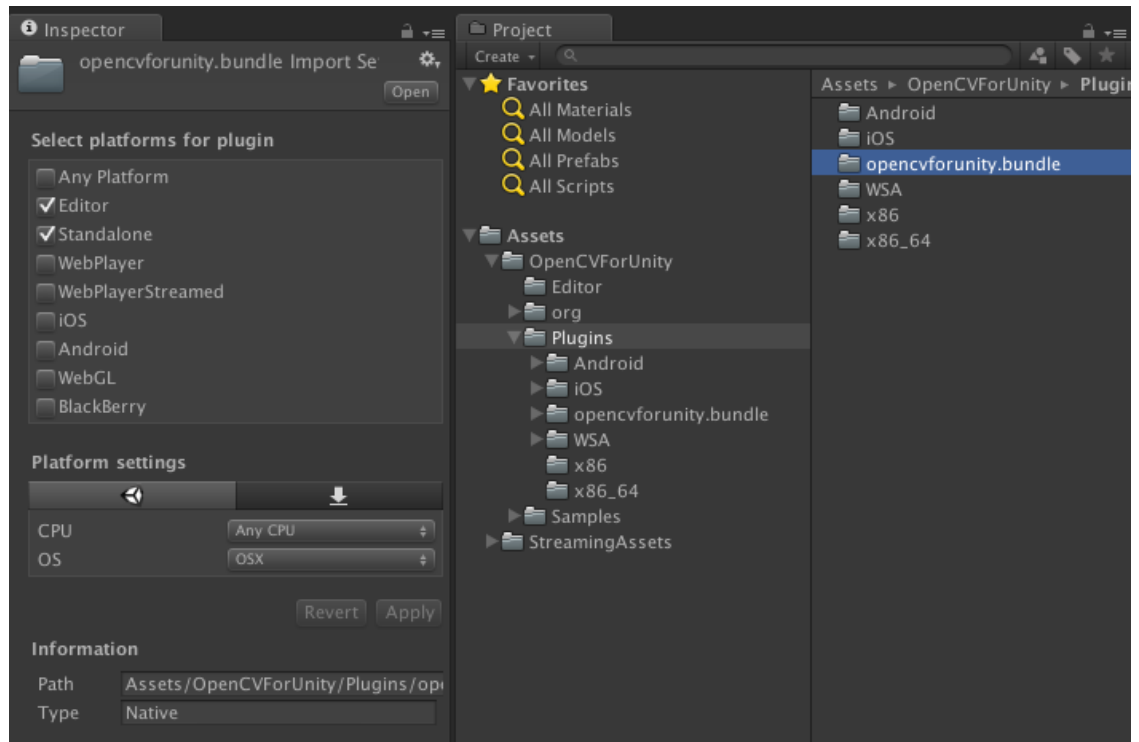 Inspector
opencvforunity.bundle Import Se
Open
Select platforms for plugin
Any Platform
Editor
Standalone
WebPlayer
WebPlayerStreamed
iOS
Android
WebGL
BlackBerry
Platform settings
CPU Any CPU
OS OSX
Revert Apply
Information
Path Assets/OpenCVForUnity/Plugins/op
Type Native
Project
Create
Favorites
All Materials
All Models
All Prefabs
All Scripts
Assets
OpenCVForUnity
Editor
org
Plugins
Android
iOS
opencvforunity.bundle
WSA
x86
x86_64
Samples
StreamingAssets
Assets ▸ OpenCVForUnity ▸ Plugin
Android
iOS
opencvforunity.bundle
WSA
x86
x86_64